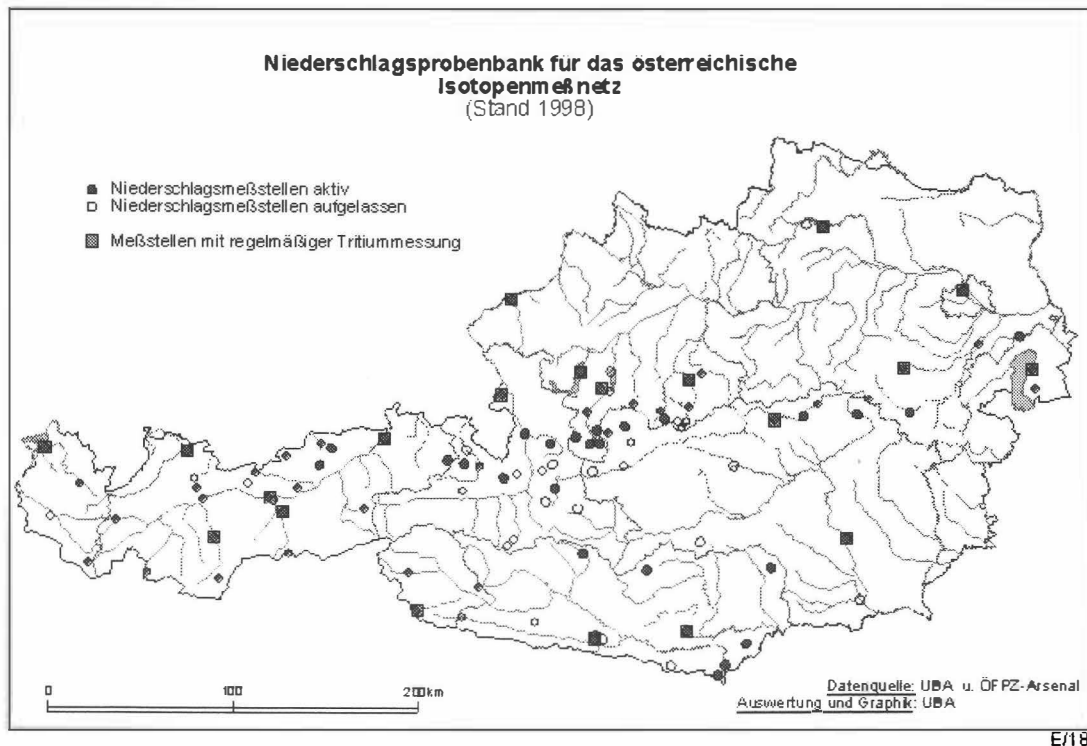 Niederschlagsprobenbank für das österreichische
Isotopenmeßnetz
(Stand 1998)
Niederschlagsmeßstellen aktiv
Niederschlagsmeßstellen aufgelassen
Meßstellen mit regelmäßiger Tritiummessung
0 100 200km
Datenquelle: UBA u. ÖFPZ-Arsenal
Auswertung und Graphik: UBA
E/18